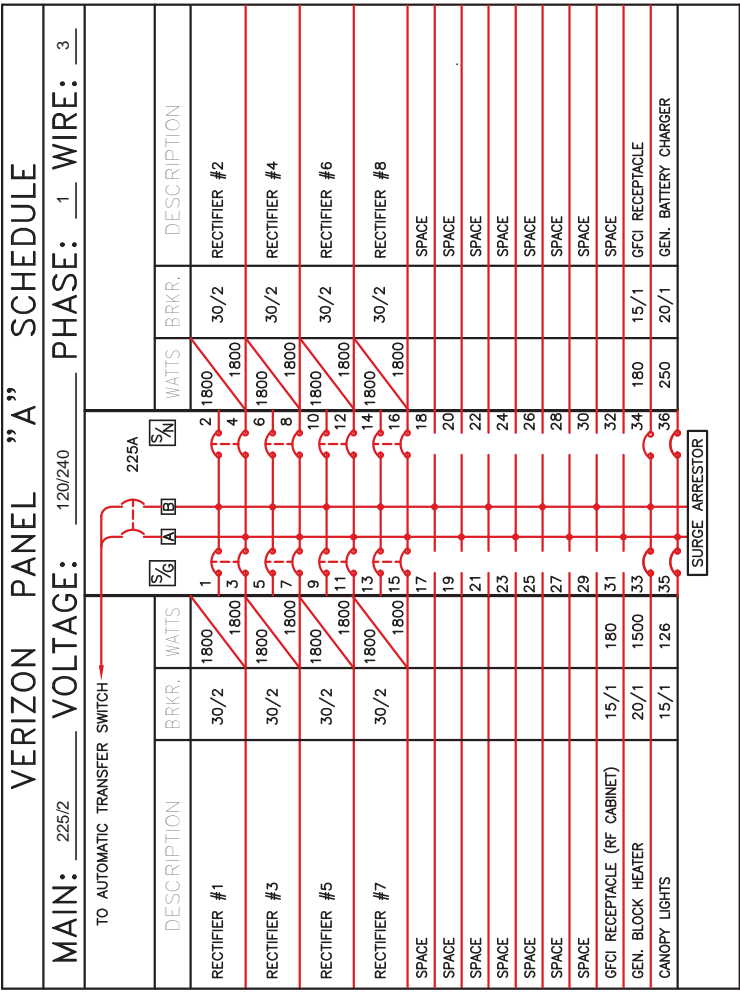 VERIZON PANEL "A" SCHEDULE
MAIN: 225/2 VOLTAGE: 120/240 PHASE: 1 WIRE: 3
TO AUTOMATIC TRANSFER SWITCH
225A
S/G A B S/N
DESCRIPTION BRKR. WATTS WATTS BRKR. DESCRIPTION
RECTIFIER #1 30/2 1800 1 2 1800 30/2 RECTIFIER #2
1800 3 4 1800
RECTIFIER #3 30/2 1800 5 6 1800 30/2 RECTIFIER #4
1800 7 8 1800
RECTIFIER #5 30/2 1800 9 10 1800 30/2 RECTIFIER #6
1800 11 12 1800
RECTIFIER #7 30/2 1800 13 14 1800 30/2 RECTIFIER #8
1800 15 16 1800
SPACE 17 18 SPACE
SPACE 19 20 SPACE
SPACE 21 22 SPACE
SPACE 23 24 SPACE
SPACE 25 26 SPACE
SPACE 27 28 SPACE
SPACE 29 30 SPACE
GFCI RECEPTACLE (RF CABINET) 15/1 180 31 32 SPACE
GEN. BLOCK HEATER 20/1 1500 33 34 180 15/1 GFCI RECEPTACLE
CANOPY LIGHTS 15/1 126 35 36 250 20/1 GEN. BATTERY CHARGER
SURGE ARRESTOR